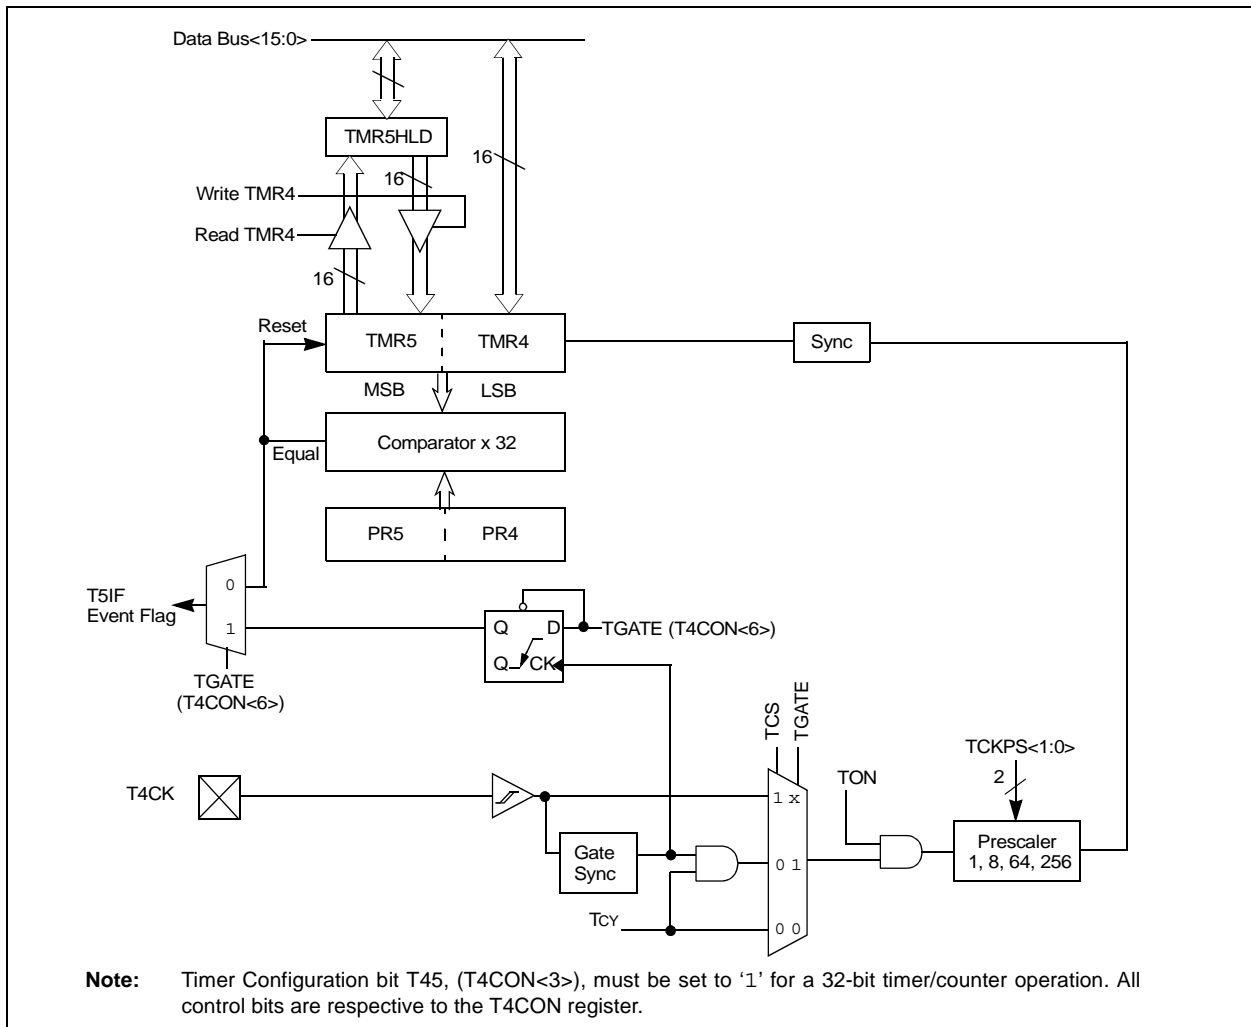 Data Bus<15:0>
TMR5HLD
16
16
Write TMR4
Read TMR4
16
Reset
TMR5
TMR4
Sync
MSB
LSB
Equal
Comparator x 32
PR5
PR4
0
T5IF
Event Flag
1
Q
D
TGATE (T4CON<6>)
Q
CK
TGATE
(T4CON<6>)
TCS
TGATE
TCKPS<1:0>
2
TON
T4CK
1 x
Prescaler
1, 8, 64, 256
Gate
Sync
0 1
TCY
0 0
Note: Timer Configuration bit T45, (T4CON<3>), must be set to ‘1’ for a 32-bit timer/counter operation. All
control bits are respective to the T4CON register.